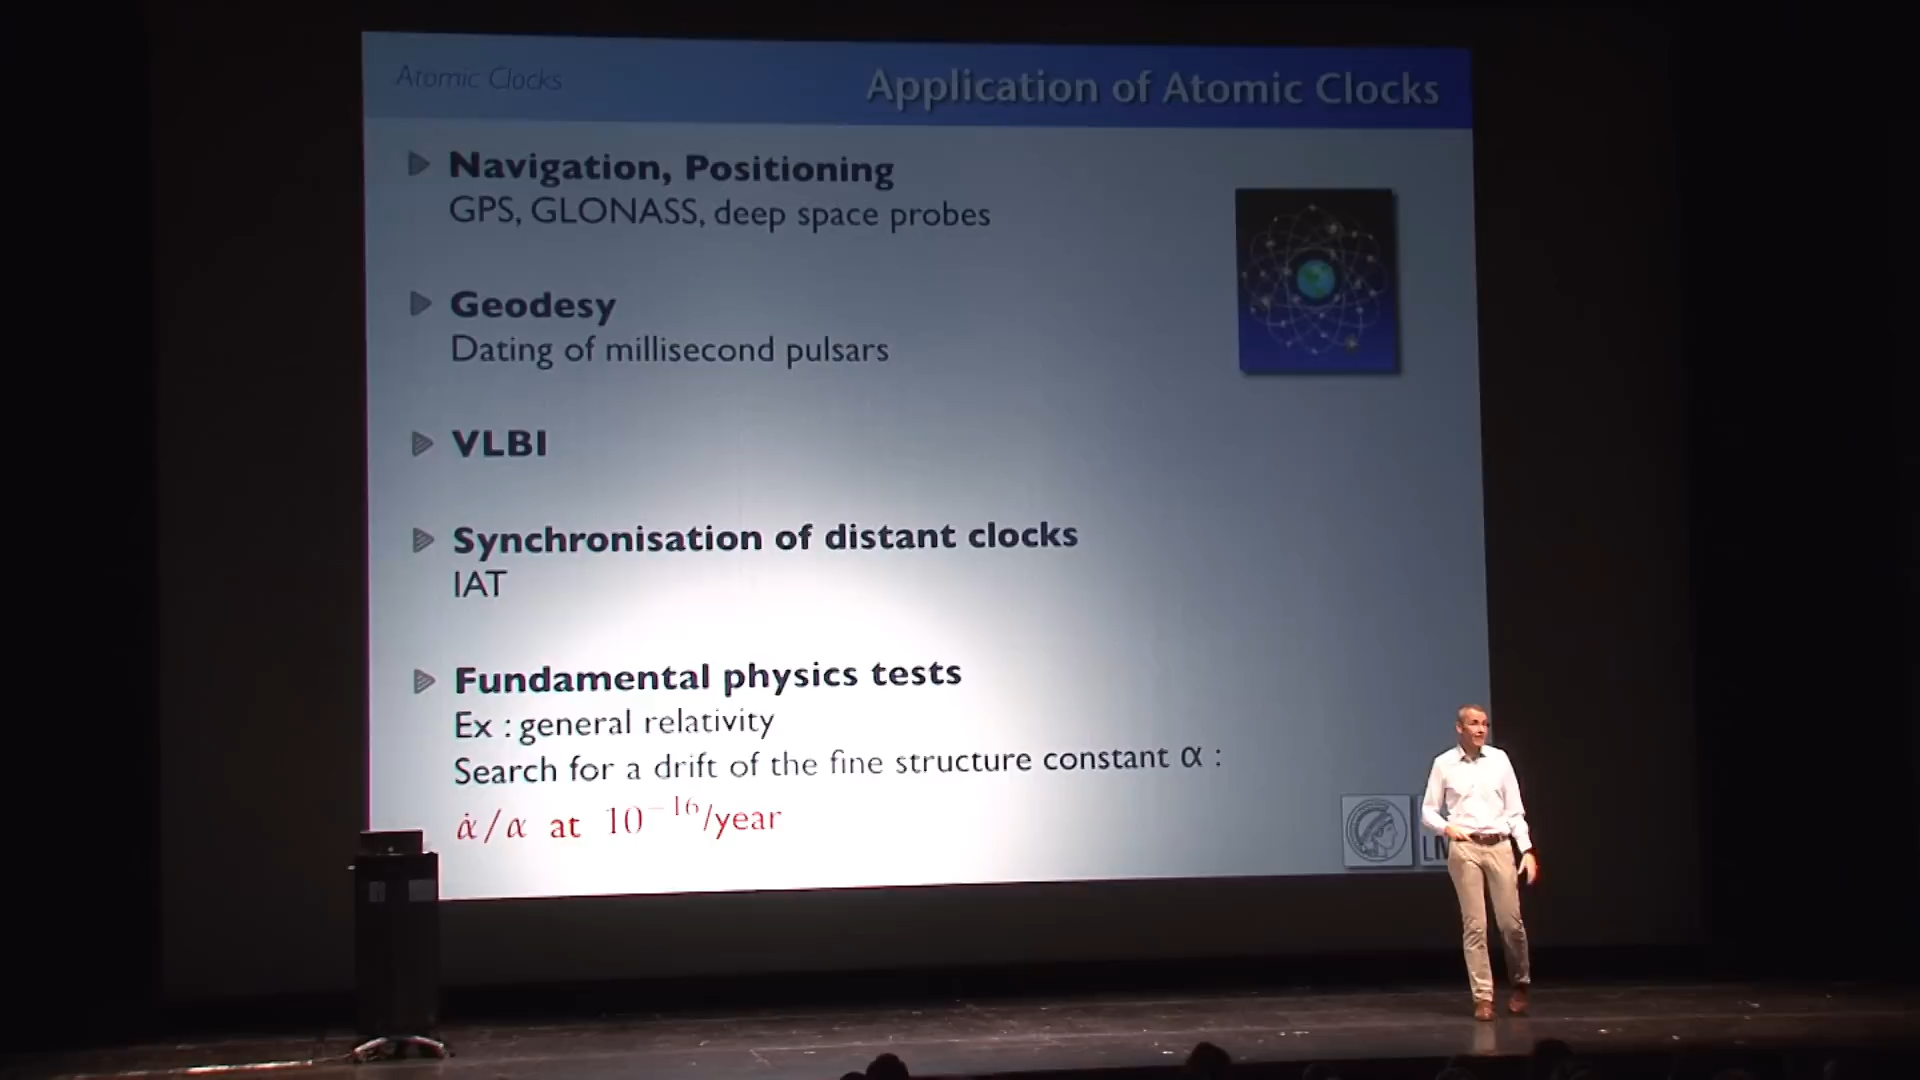 Atomic Clocks
Application of Atomic Clocks
Navigation, Positioning
GPS, GLONASS, deep space probes
Geodesy
Dating of millisecond pulsars
VLBI
Synchronisation of distant clocks
IAT
Fundamental physics tests
Ex : general relativity
Search for a drift of the fine structure constant α :
α̇/α at 10⁻¹⁶/year